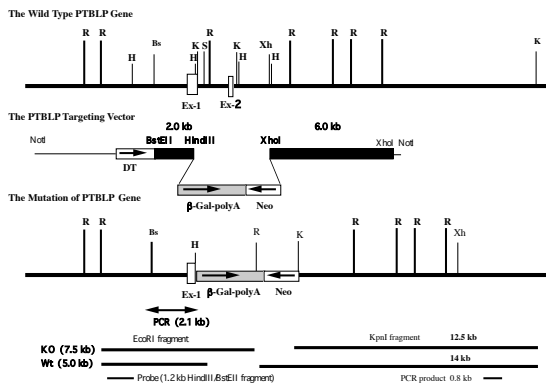 The Wild Type PTBLP Gene
R R H Bs K S R K Xh R R R K
H H H
Ex-1 Ex-2
The PTBLP Targeting Vector
2.0 kb 6.0 kb
NotI BstEII HindIII XhoI XhoI NotI
DT
β-Gal-polyA Neo
The Mutation of PTBLP Gene
R R Bs H R K R R R R Xh
Ex-1 β-Gal-polyA Neo
PCR (2.1 kb)
EcoRI fragment KpnI fragment 12.5 kb
KO (7.5 kb)
Wt (5.0 kb) 14 kb
Probe (1.2 kb HindIII/BstEII fragment) PCR product 0.8 kb